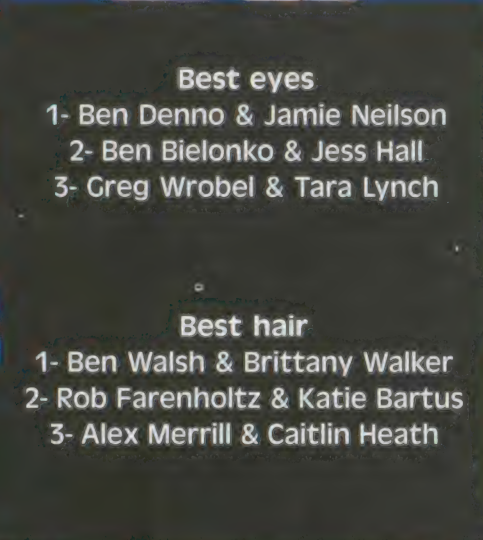 Best eyes
1- Ben Denno & Jamie Neilson
2- Ben Bielonko & Jess Hall
3- Greg Wrobel & Tara Lynch
Best hair
1- Ben Walsh & Brittany Walker
2- Rob Farenholtz & Katie Bartus
3- Alex Merrill & Caitlin Heath